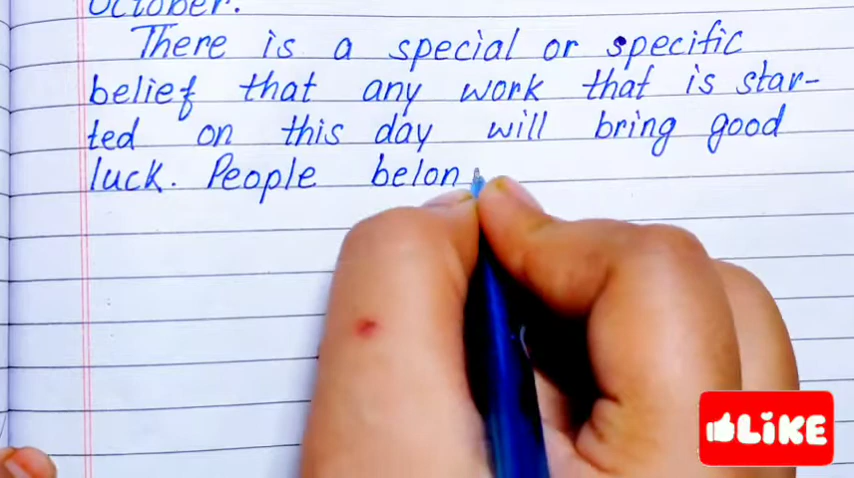 October.
There is a special or specific
belief that any work that is star-
ted on this day will bring good
luck. People belon
LIKE